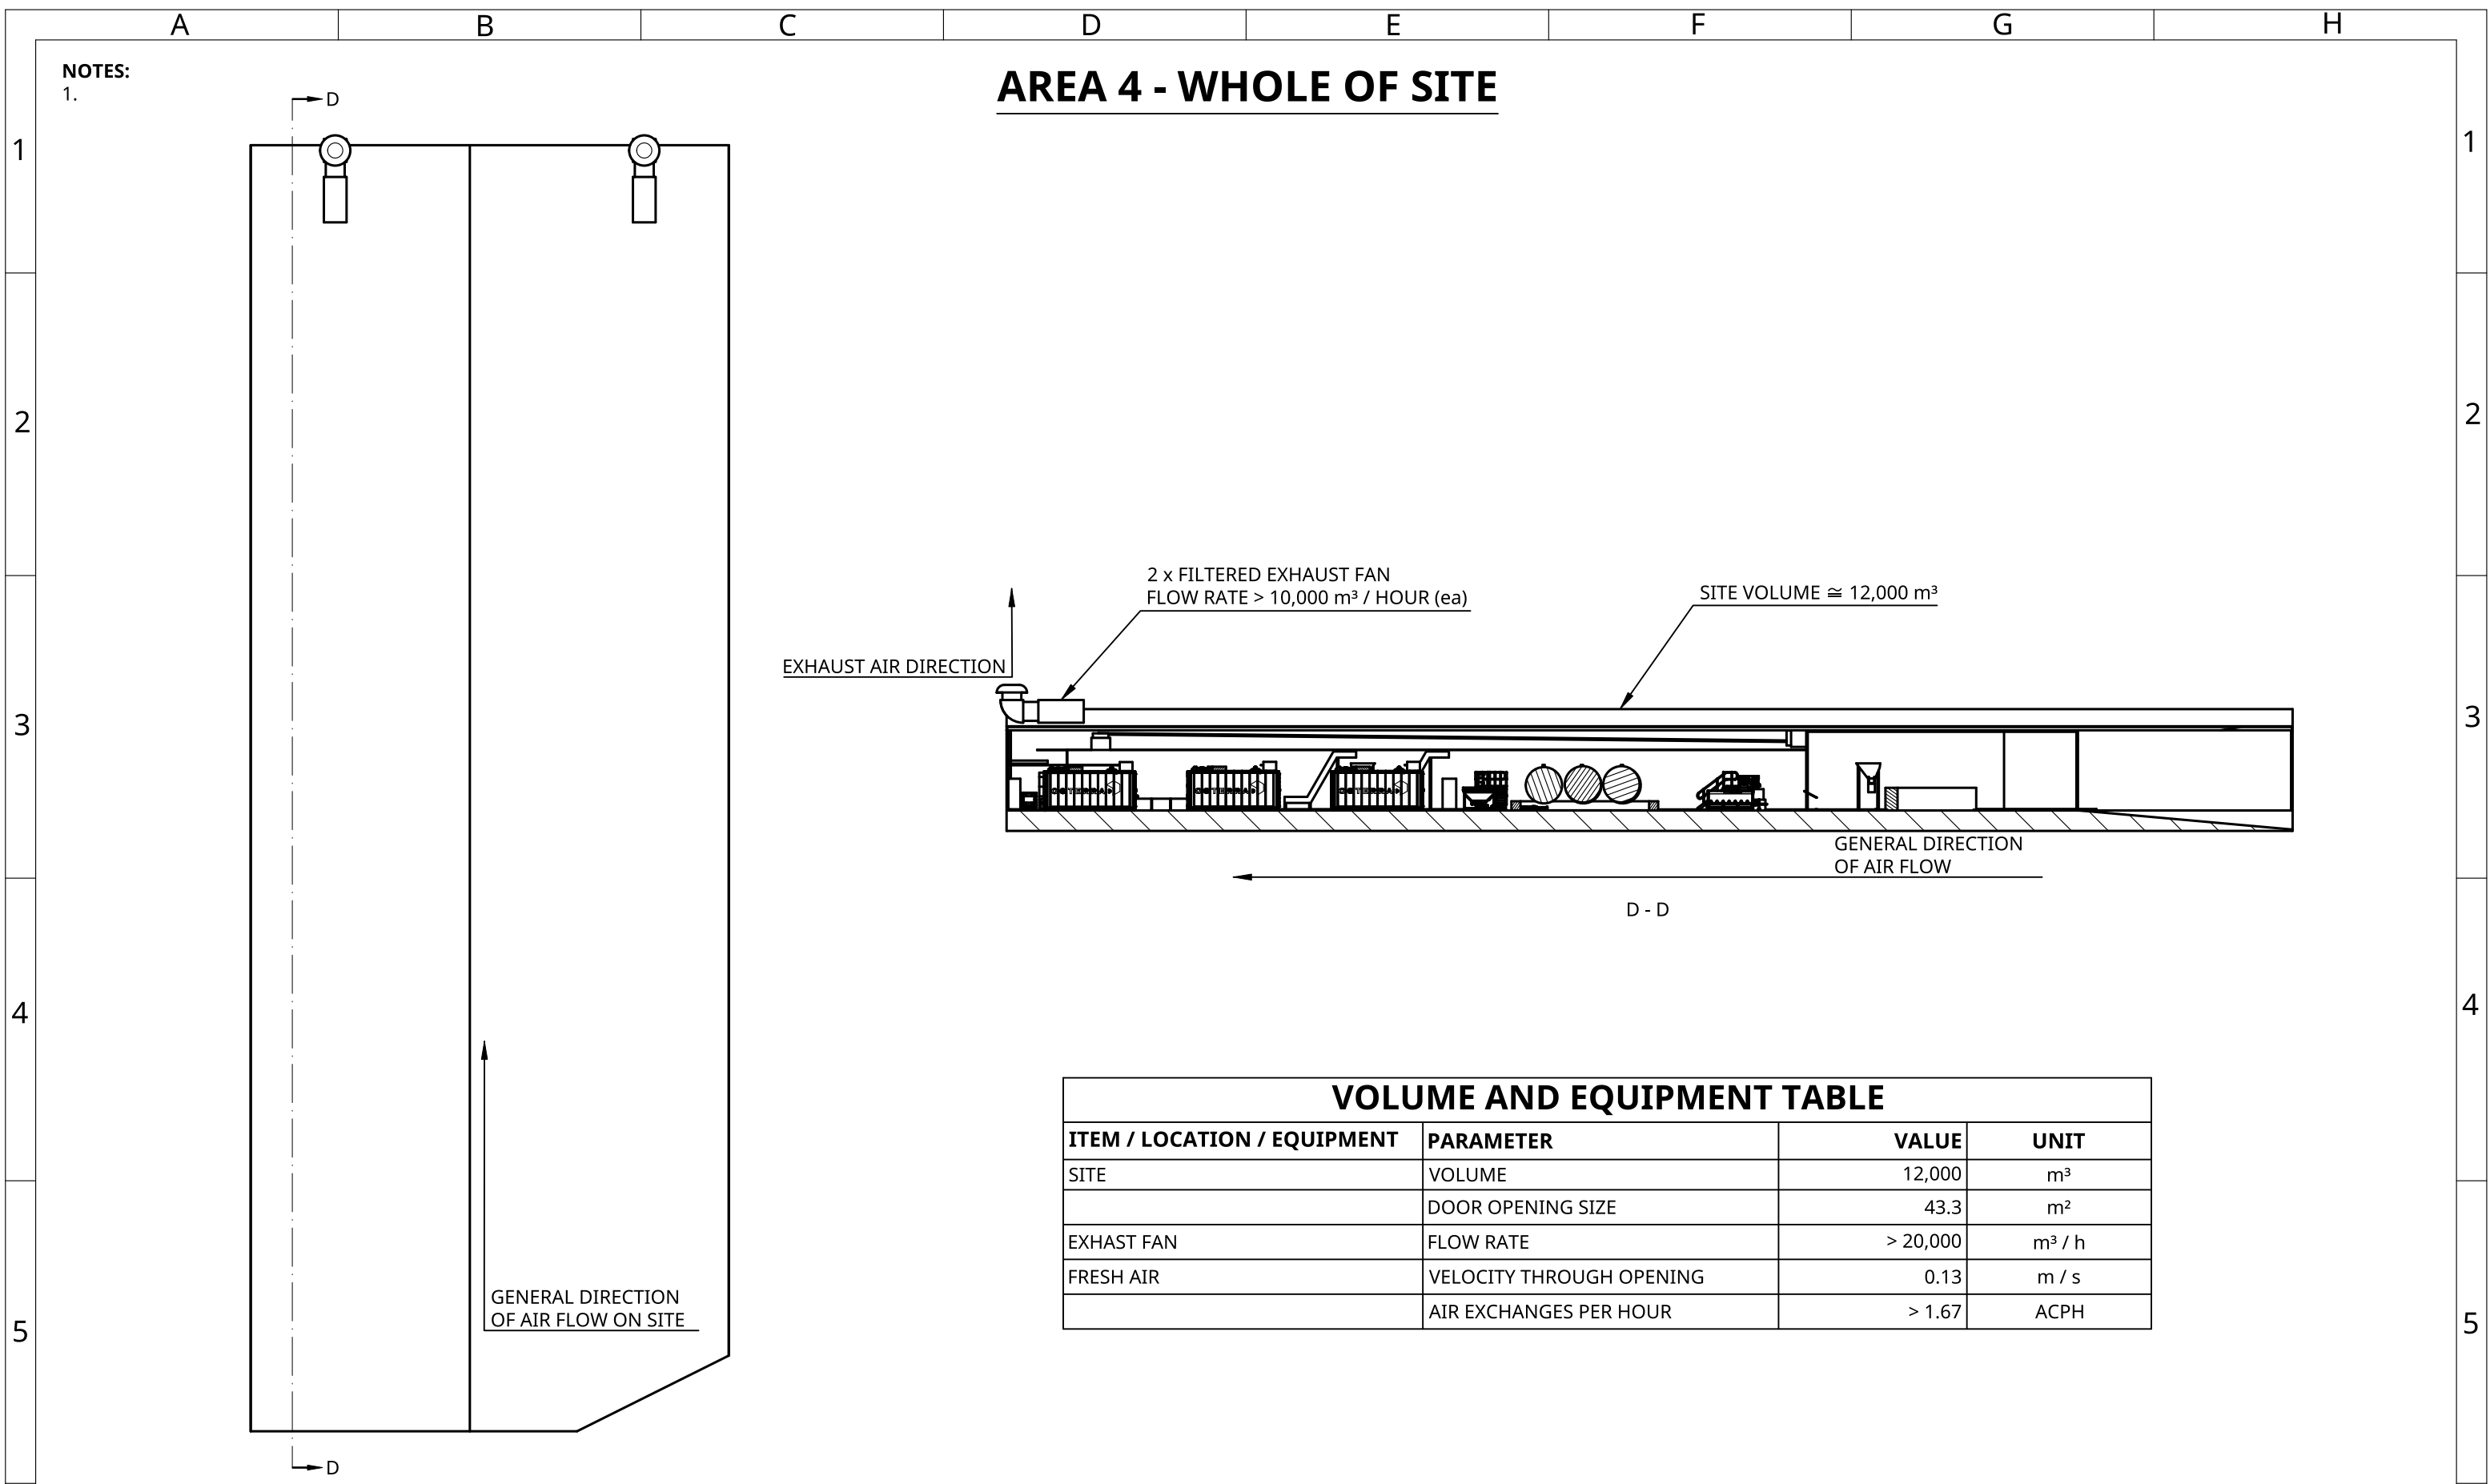 A B C D E F G H
NOTES:
1.
AREA 4 - WHOLE OF SITE
D
1 1
2 2
2 x FILTERED EXHAUST FAN
FLOW RATE > 10,000 m³ / HOUR (ea)
SITE VOLUME ≅ 12,000 m³
EXHAUST AIR DIRECTION
3 3
GENERAL DIRECTION
OF AIR FLOW
D - D
4 4
VOLUME AND EQUIPMENT TABLE
ITEM / LOCATION / EQUIPMENT PARAMETER VALUE UNIT
SITE VOLUME 12,000 m³
DOOR OPENING SIZE 43.3 m²
EXHAST FAN FLOW RATE > 20,000 m³ / h
FRESH AIR VELOCITY THROUGH OPENING 0.13 m / s
AIR EXCHANGES PER HOUR > 1.67 ACPH
GENERAL DIRECTION
OF AIR FLOW ON SITE
5 5
D